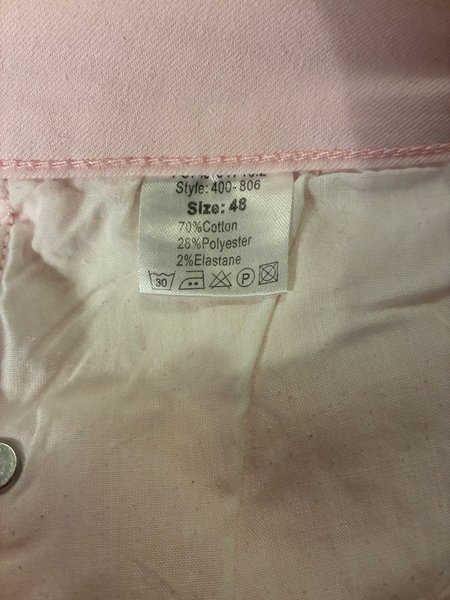 Style: 400-806
Size: 48
70%Cotton
28%Polyester
2%Elastane
30 P